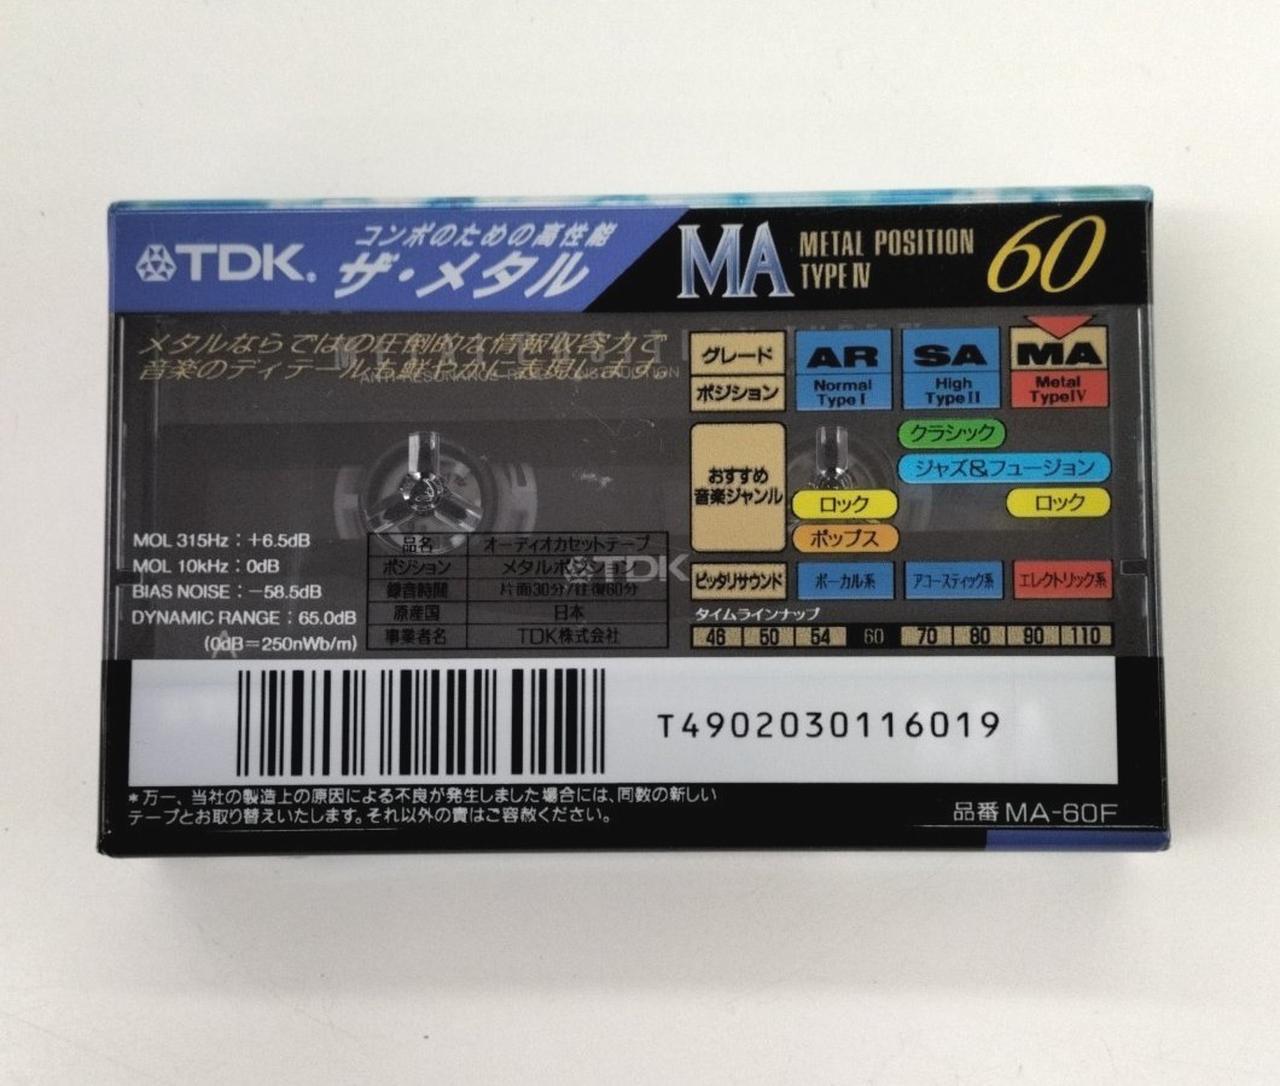 TDK.
コンポのための高性能
ザ・メタル
MA
METAL POSITION
TYPE IV
60
メタルならではの圧倒的な情報収容力で
音楽のディテールも鮮やかに表現します。
グレード AR SA MA
ポジション Normal Type I High Type II Metal Type IV
おすすめ
音楽ジャンル
クラシック
ジャズ&フュージョン
ロック ロック
ポップス
ピッタリサウンド ボーカル系 アコースティック系 エレクトリック系
タイムラインナップ
46 50 54 60 70 80 90 110
MOL 315Hz:+6.5dB
MOL 10kHz:0dB
BIAS NOISE:−58.5dB
DYNAMIC RANGE:65.0dB
(0dB=250nWb/m)
品名 オーディオカセットテープ
ポジション メタルポジション
録音時間 片面30分/往復60分
原産国 日本
事業者名 TDK株式会社
TDK
T4902030116019
*万一、当社の製造上の原因による不良が発生しました場合には、同数の新しい
テープとお取り替えいたします。それ以外の責はご容赦ください。
品番 MA-60F